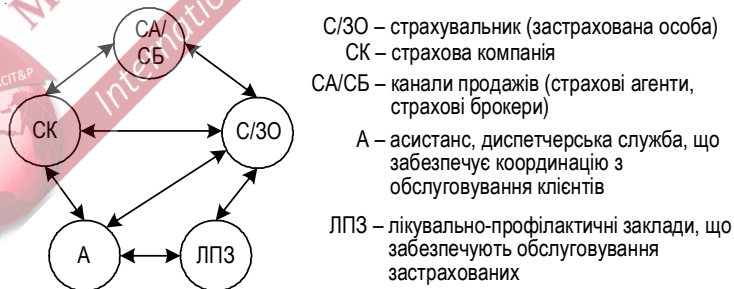 СА/
СБ
СК
С/ЗО
А
ЛПЗ
С/ЗО – страхувальник (застрахована особа)
СК – страхова компанія
СА/СБ – канали продажів (страхові агенти,
страхові брокери)
А – асистанс, диспетчерська служба, що
забезпечує координацію з
обслуговування клієнтів
ЛПЗ – лікувально-профілактичні заклади, що
забезпечують обслуговування
застрахованих